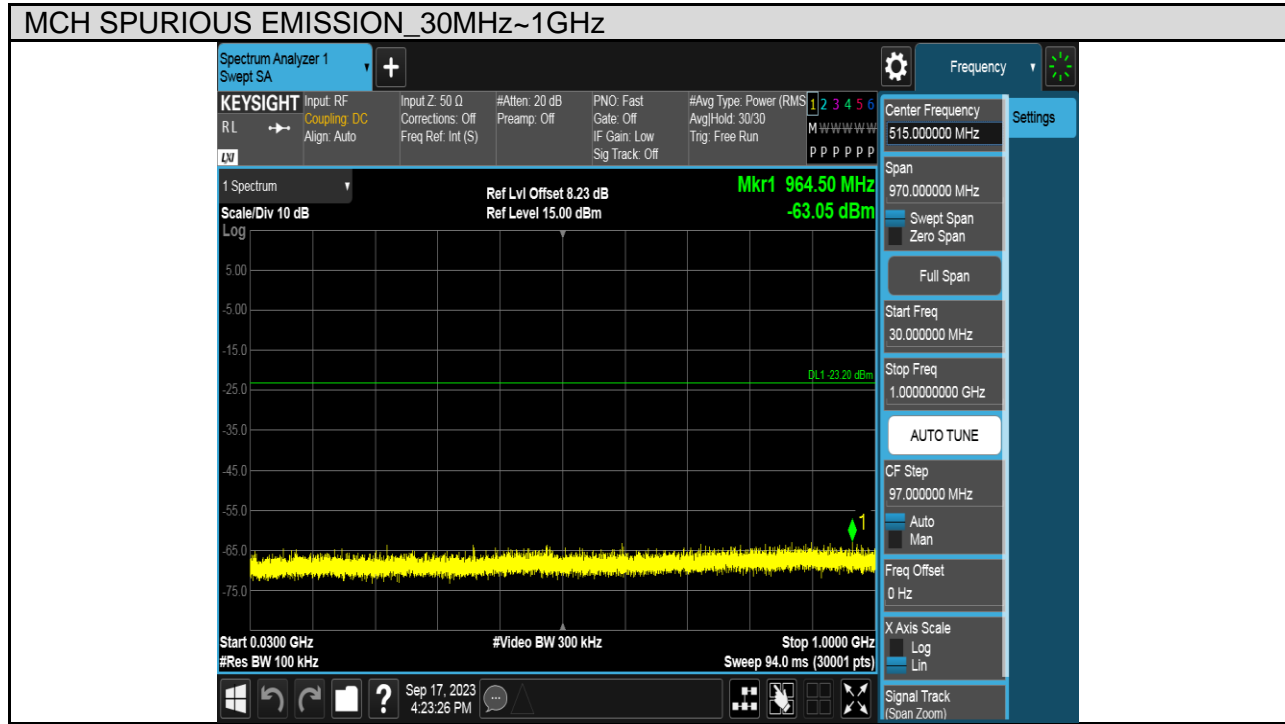 MCH SPURIOUS EMISSION_30MHz~1GHz
Spectrum Analyzer 1
Swept SA
+
Frequency
KEYSIGHT
RL
LXI
Input: RF
Coupling: DC
Align: Auto
Input Z: 50 Ω
Corrections: Off
Freq Ref: Int (S)
#Atten: 20 dB
Preamp: Off
PNO: Fast
Gate: Off
IF Gain: Low
Sig Track: Off
#Avg Type: Power (RMS
Avg|Hold: 30/30
Trig: Free Run
1 2 3 4 5 6
M W W W W W
P P P P P P
1 Spectrum
Scale/Div 10 dB
Log
Ref Lvl Offset 8.23 dB
Ref Level 15.00 dBm
Mkr1 964.50 MHz
-63.05 dBm
5.00
-5.00
-15.0
DL1 -23.20 dBm
-25.0
-35.0
-45.0
-55.0
1
-65.0
-75.0
Start 0.0300 GHz
#Res BW 100 kHz
#Video BW 300 kHz
Stop 1.0000 GHz
Sweep 94.0 ms (30001 pts)
Center Frequency
515.000000 MHz
Settings
Span
970.000000 MHz
Swept Span
Zero Span
Full Span
Start Freq
30.000000 MHz
Stop Freq
1.000000000 GHz
AUTO TUNE
CF Step
97.000000 MHz
Auto
Man
Freq Offset
0 Hz
X Axis Scale
Log
Lin
Signal Track
(Span Zoom)
?
Sep 17, 2023
4:23:26 PM